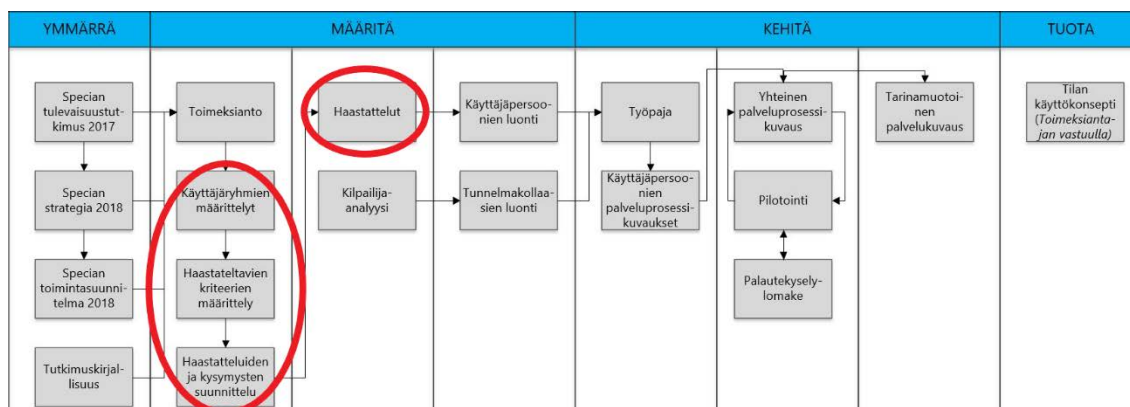 YMMÄRRÄ
MÄÄRITÄ
KEHITÄ
TUOTA
Specian
tulevaisuustut-
kimus 2017
Specian
strategia 2018
Specian
toimintasuunni-
telma 2018
Tutkimuskirjal-
lisuus
Toimeksianto
Käyttäjäryhmien
määrittelyt
Haastateltavien
kriteerien
määrittely
Haastatteluiden
ja kysymysten
suunnittelu
Haastattelut
Kilpailija-
analyysi
Käyttäjäpersoo-
nien luonti
Tunnelmakollaa-
sien luonti
Työpaja
Käyttäjäpersoo-
nien
palveluprosessi-
kuvaukset
Yhteinen
palveluprosessi-
kuvaus
Pilotointi
Palautekysely-
lomake
Tarinamuotoi-
nen
palvelukuvaus
Tilan
käyttökonsepti
(Toimeksianta-
jan vastuulla)